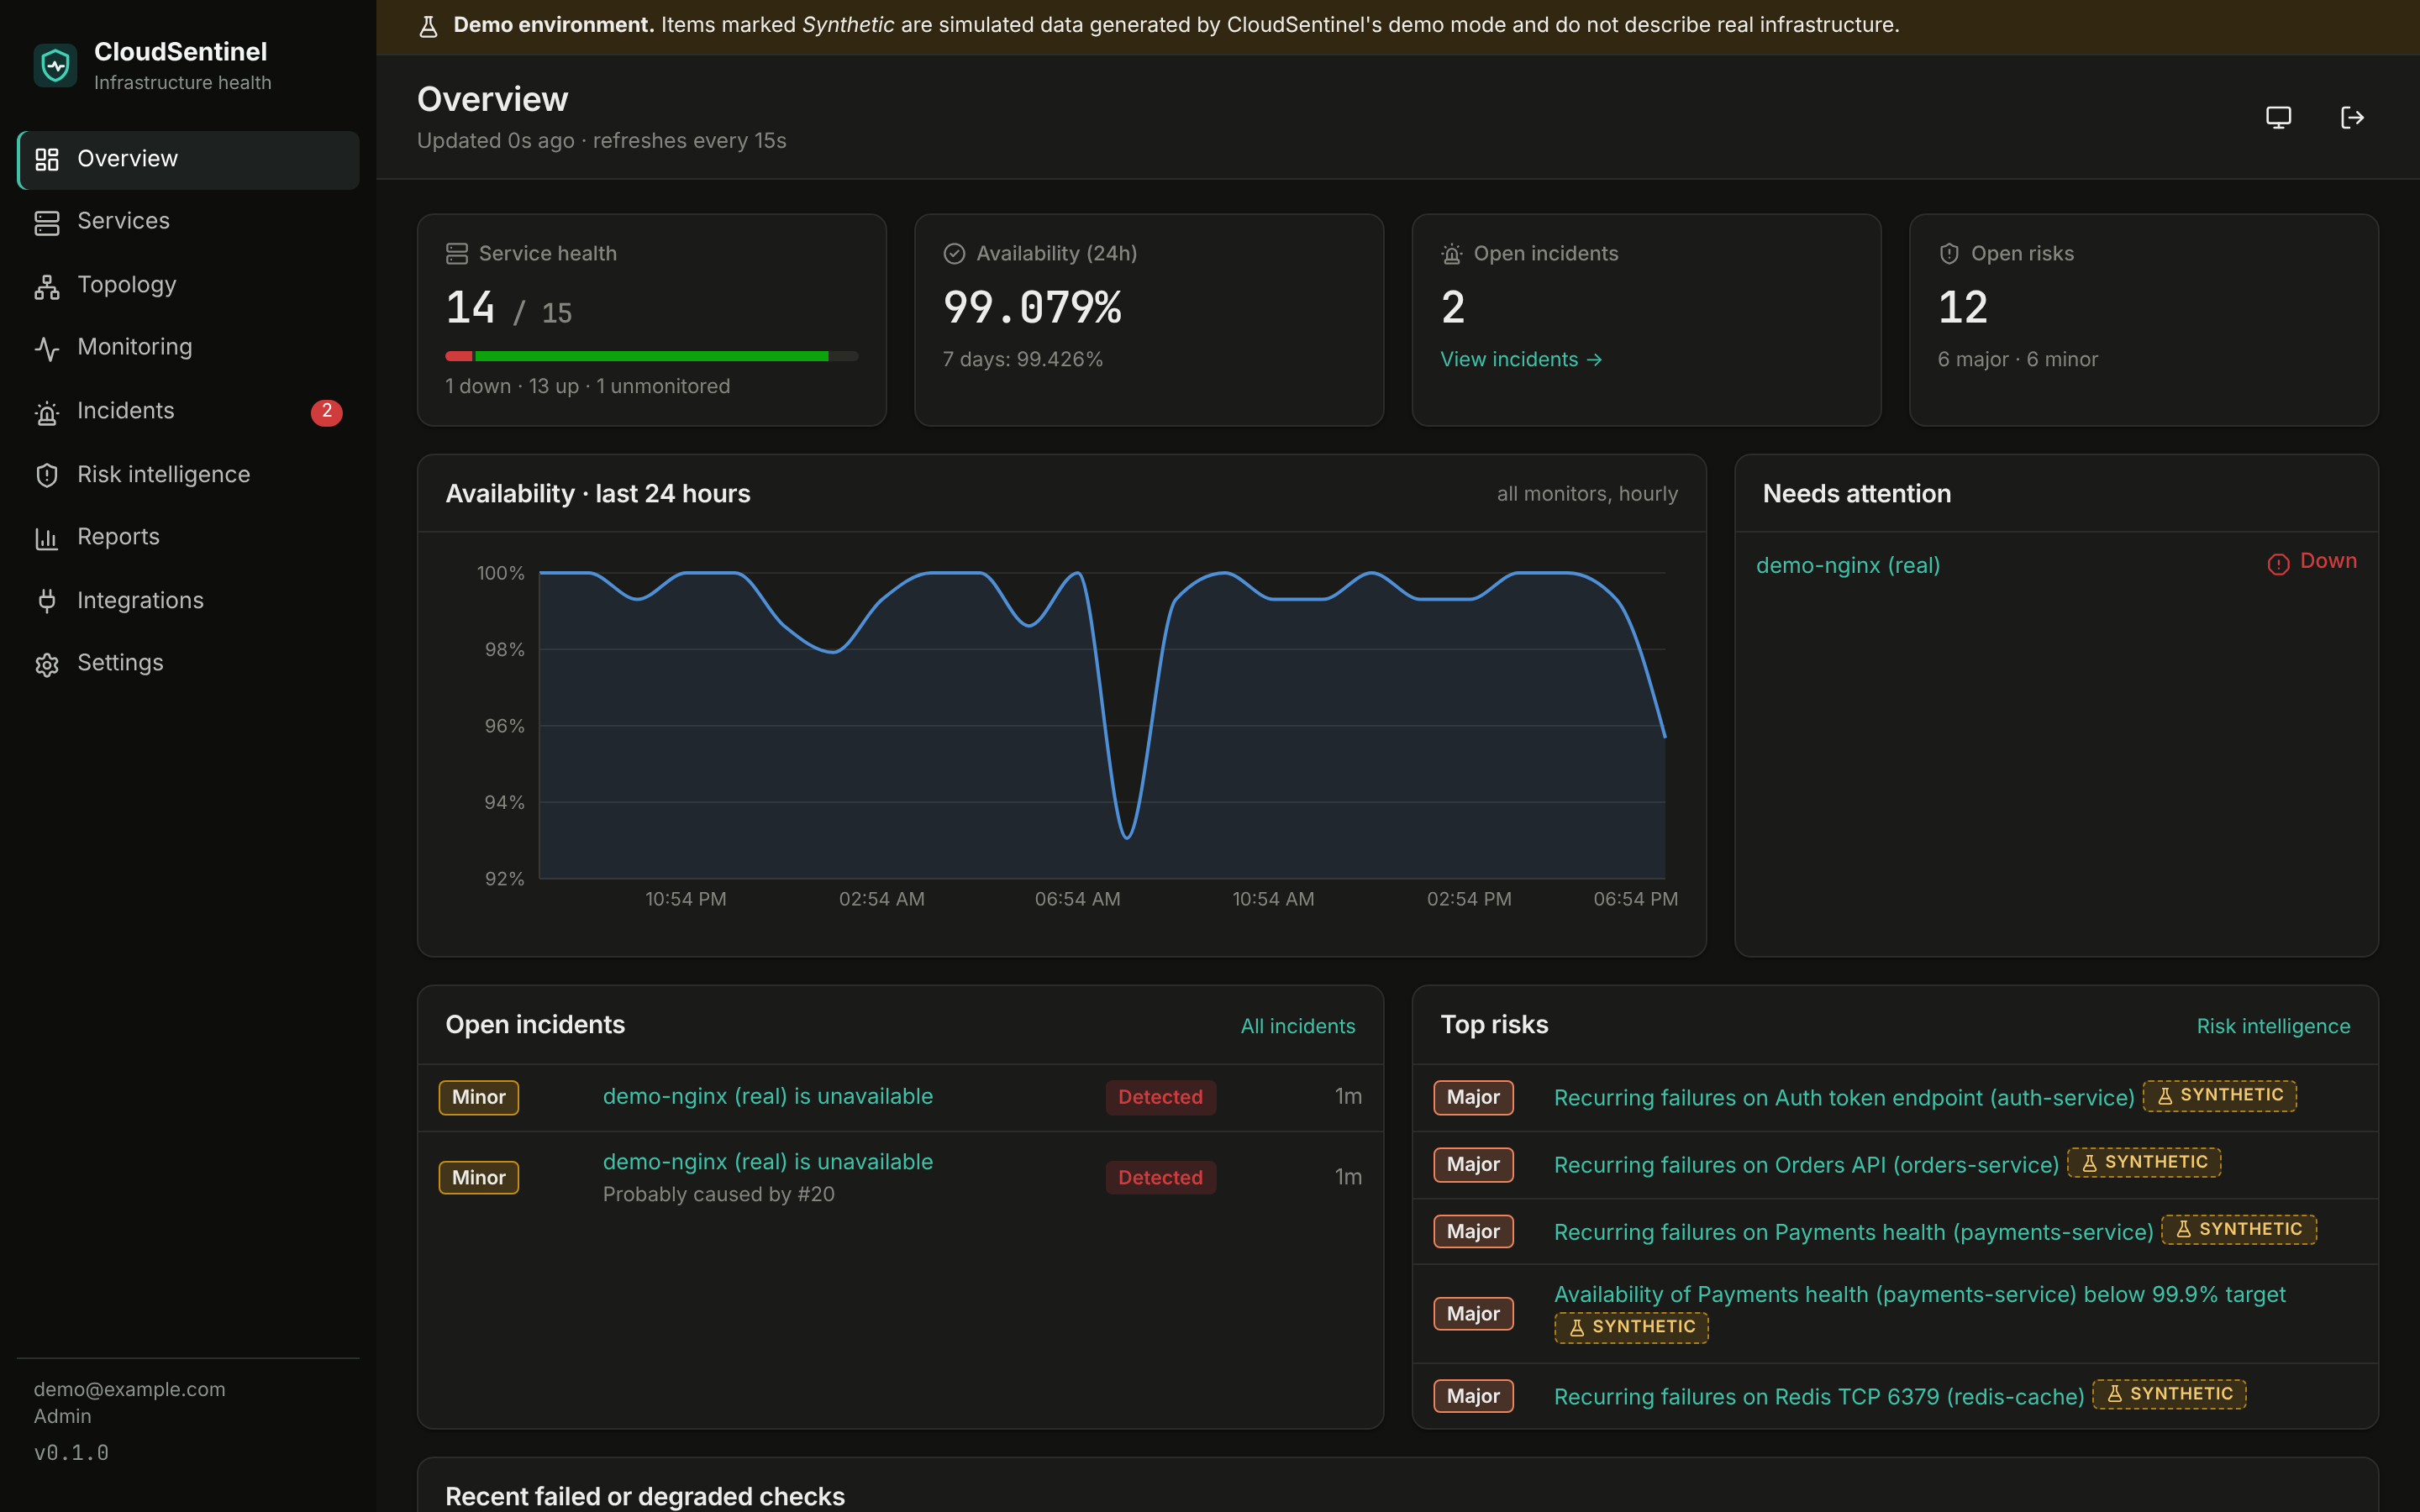 CloudSentinel
Infrastructure health
Overview
Services
Topology
Monitoring
Incidents 2
Risk intelligence
Reports
Integrations
Settings
demo@example.com
Admin
v0.1.0
Demo environment. Items marked Synthetic are simulated data generated by CloudSentinel's demo mode and do not describe real infrastructure.
Overview
Updated 0s ago · refreshes every 15s
Service health
14 / 15
1 down · 13 up · 1 unmonitored
Availability (24h)
99.079%
7 days: 99.426%
Open incidents
2
View incidents →
Open risks
12
6 major · 6 minor
Availability · last 24 hours
all monitors, hourly
100%
98%
96%
94%
92%
10:54 PM 02:54 AM 06:54 AM 10:54 AM 02:54 PM 06:54 PM
Needs attention
demo-nginx (real) Down
Open incidents
All incidents
Minor demo-nginx (real) is unavailable Detected 1m
Minor demo-nginx (real) is unavailable Detected 1m
Probably caused by #20
Top risks
Risk intelligence
Major Recurring failures on Auth token endpoint (auth-service) SYNTHETIC
Major Recurring failures on Orders API (orders-service) SYNTHETIC
Major Recurring failures on Payments health (payments-service) SYNTHETIC
Major Availability of Payments health (payments-service) below 99.9% target
SYNTHETIC
Major Recurring failures on Redis TCP 6379 (redis-cache) SYNTHETIC
Recent failed or degraded checks